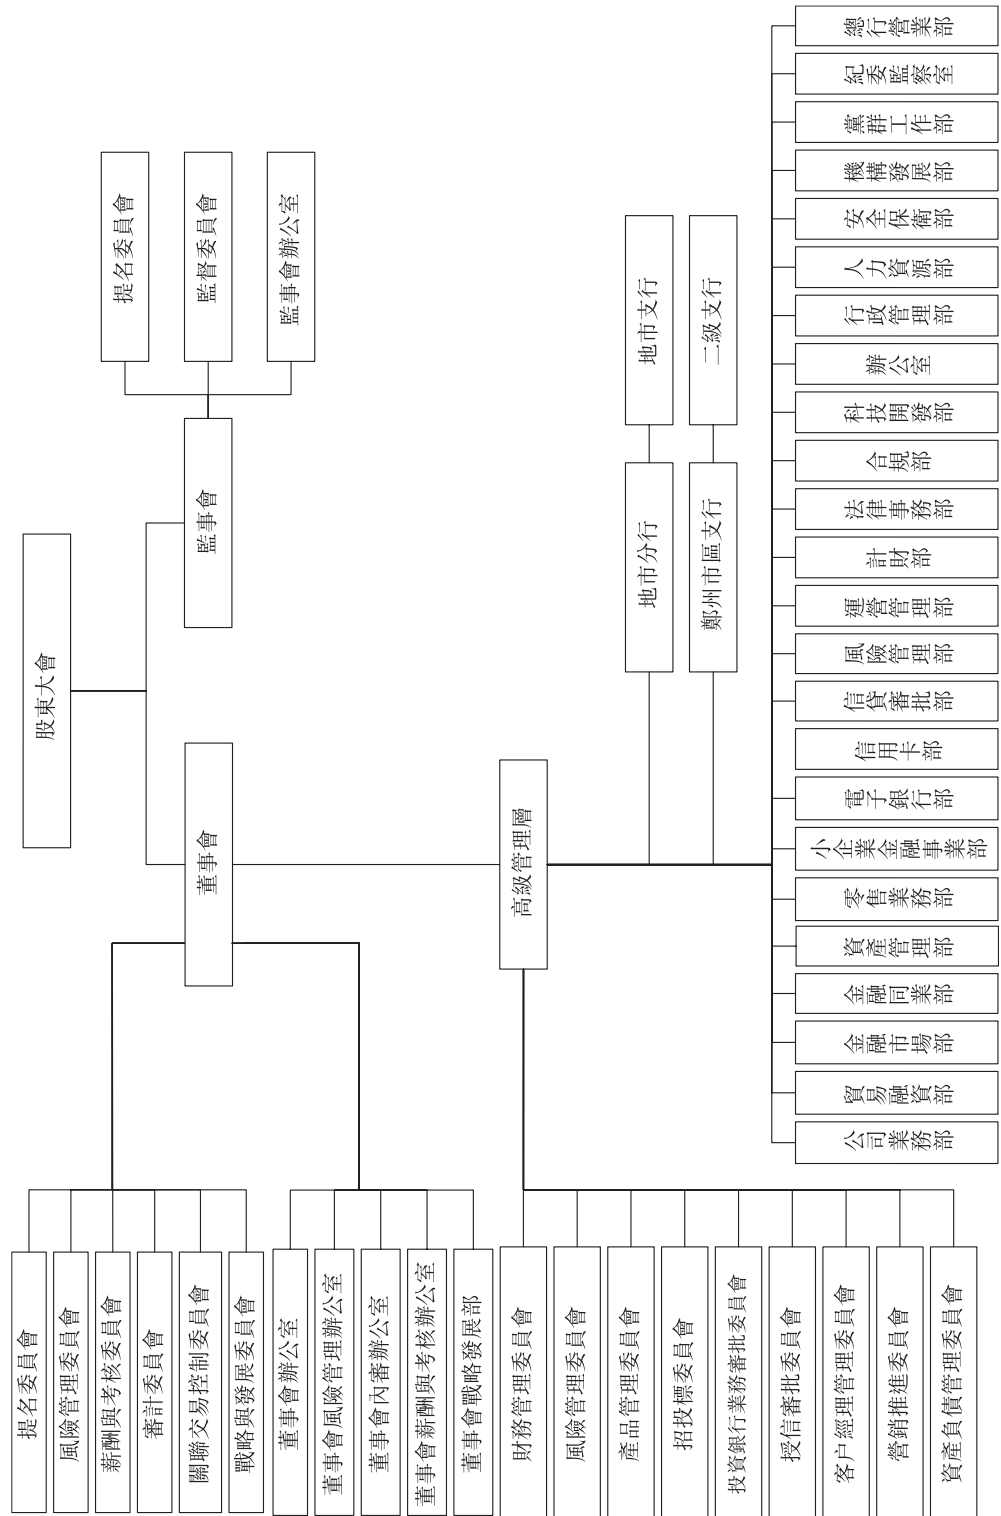 股東大會
監事會
提名委員會
監督委員會
監事會辦公室
董事會
提名委員會
風險管理委員會
薪酬與考核委員會
審計委員會
關聯交易控制委員會
戰略與發展委員會
董事會辦公室
董事會風險管理辦公室
董事會內審辦公室
董事會薪酬與考核辦公室
董事會戰略發展部
高級管理層
財務管理委員會
風險管理委員會
產品管理委員會
招投標委員會
投資銀行業務審批委員會
授信審批委員會
客戶經理管理委員會
營銷推進委員會
資產負債管理委員會
地市分行
地市支行
鄭州市區支行
二級支行
公司業務部
貿易融資部
金融市場部
金融同業部
資產管理部
零售業務部
小企業金融事業部
電子銀行部
信用卡部
信貸審批部
風險管理部
運營管理部
計財部
法律事務部
合規部
科技開發部
辦公室
行政管理部
人力資源部
安全保衛部
機構發展部
黨群工作部
紀委監察室
總行營業部